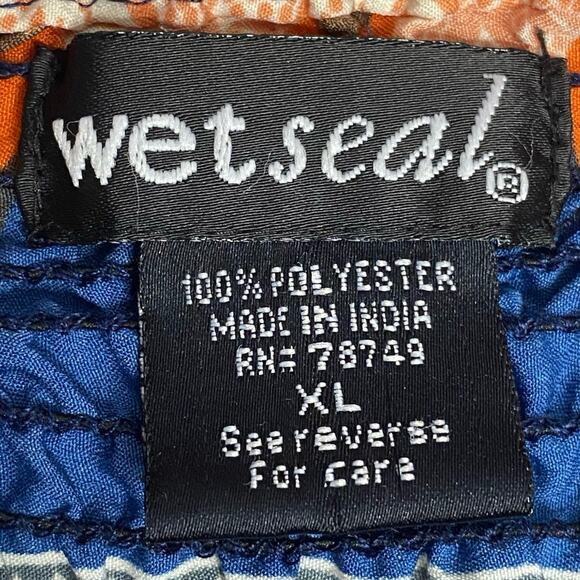 wetseal®
100% POLYESTER
MADE IN INDIA
RN# 78749
XL
See reverse
For care